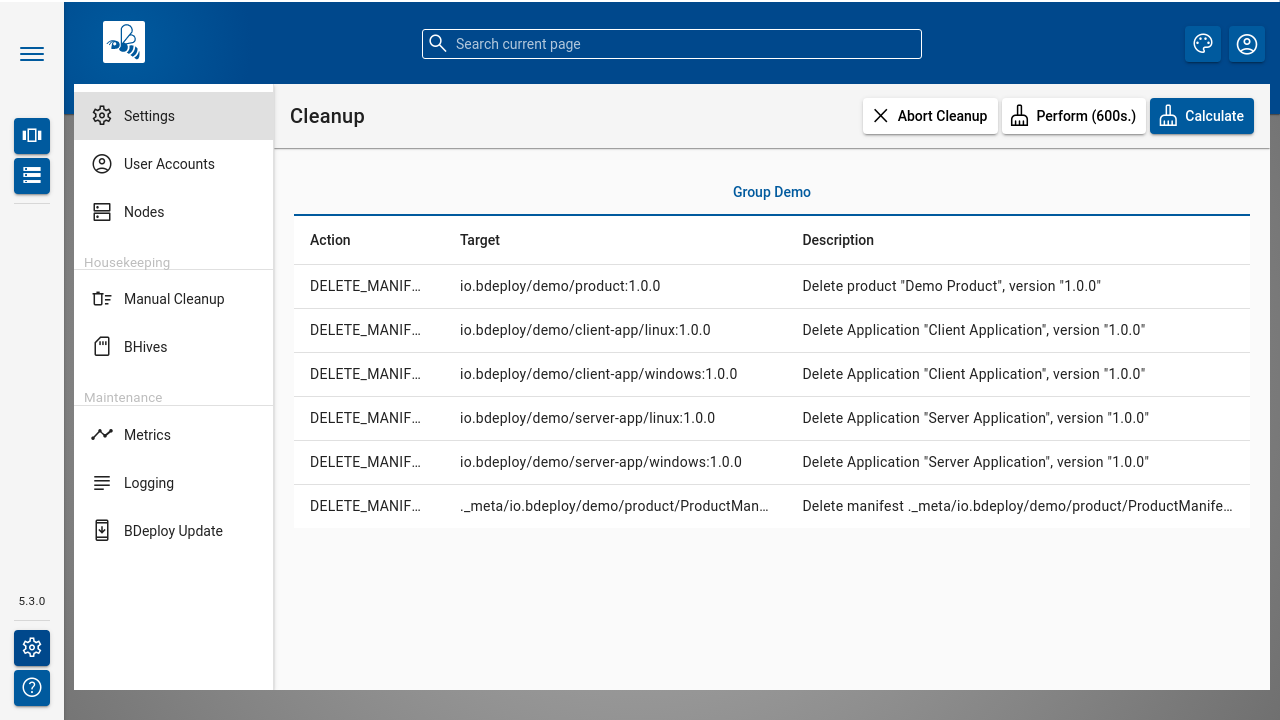 Search current page
Settings
User Accounts
Nodes
Housekeeping
Manual Cleanup
BHives
Maintenance
Metrics
Logging
BDeploy Update
5.3.0
Cleanup
Abort Cleanup
Perform (600s.)
Calculate
Group Demo
Action Target Description
DELETE_MANIF… io.bdeploy/demo/product:1.0.0 Delete product "Demo Product", version "1.0.0"
DELETE_MANIF… io.bdeploy/demo/client-app/linux:1.0.0 Delete Application "Client Application", version "1.0.0"
DELETE_MANIF… io.bdeploy/demo/client-app/windows:1.0.0 Delete Application "Client Application", version "1.0.0"
DELETE_MANIF… io.bdeploy/demo/server-app/linux:1.0.0 Delete Application "Server Application", version "1.0.0"
DELETE_MANIF… io.bdeploy/demo/server-app/windows:1.0.0 Delete Application "Server Application", version "1.0.0"
DELETE_MANIF… ._meta/io.bdeploy/demo/product/ProductMan… Delete manifest ._meta/io.bdeploy/demo/product/ProductManife…